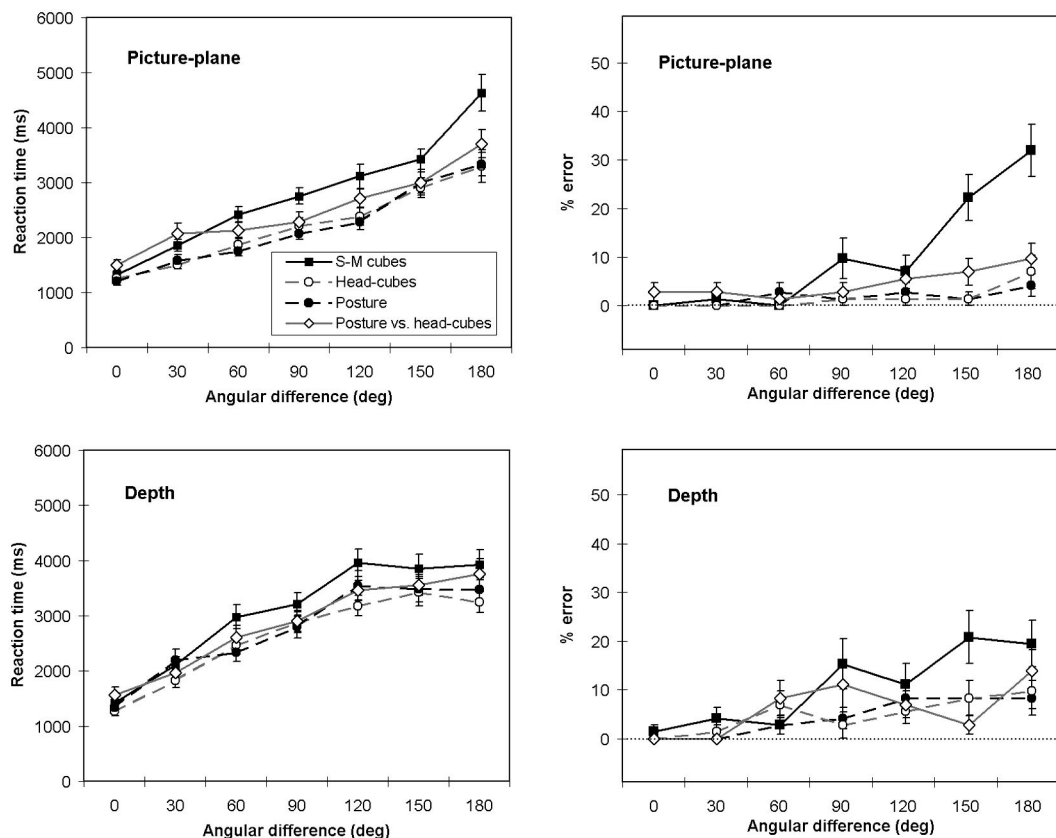 6000
5000
4000
3000
2000
1000
0
Reaction time (ms)
Picture-plane
S-M cubes
Head-cubes
Posture
Posture vs. head-cubes
0 30 60 90 120 150 180
Angular difference (deg)
50
40
30
20
10
0
% error
Picture-plane
0 30 60 90 120 150 180
Angular difference (deg)
6000
5000
4000
3000
2000
1000
0
Reaction time (ms)
Depth
0 30 60 90 120 150 180
Angular difference (deg)
50
40
30
20
10
0
% error
Depth
0 30 60 90 120 150 180
Angular difference (deg)